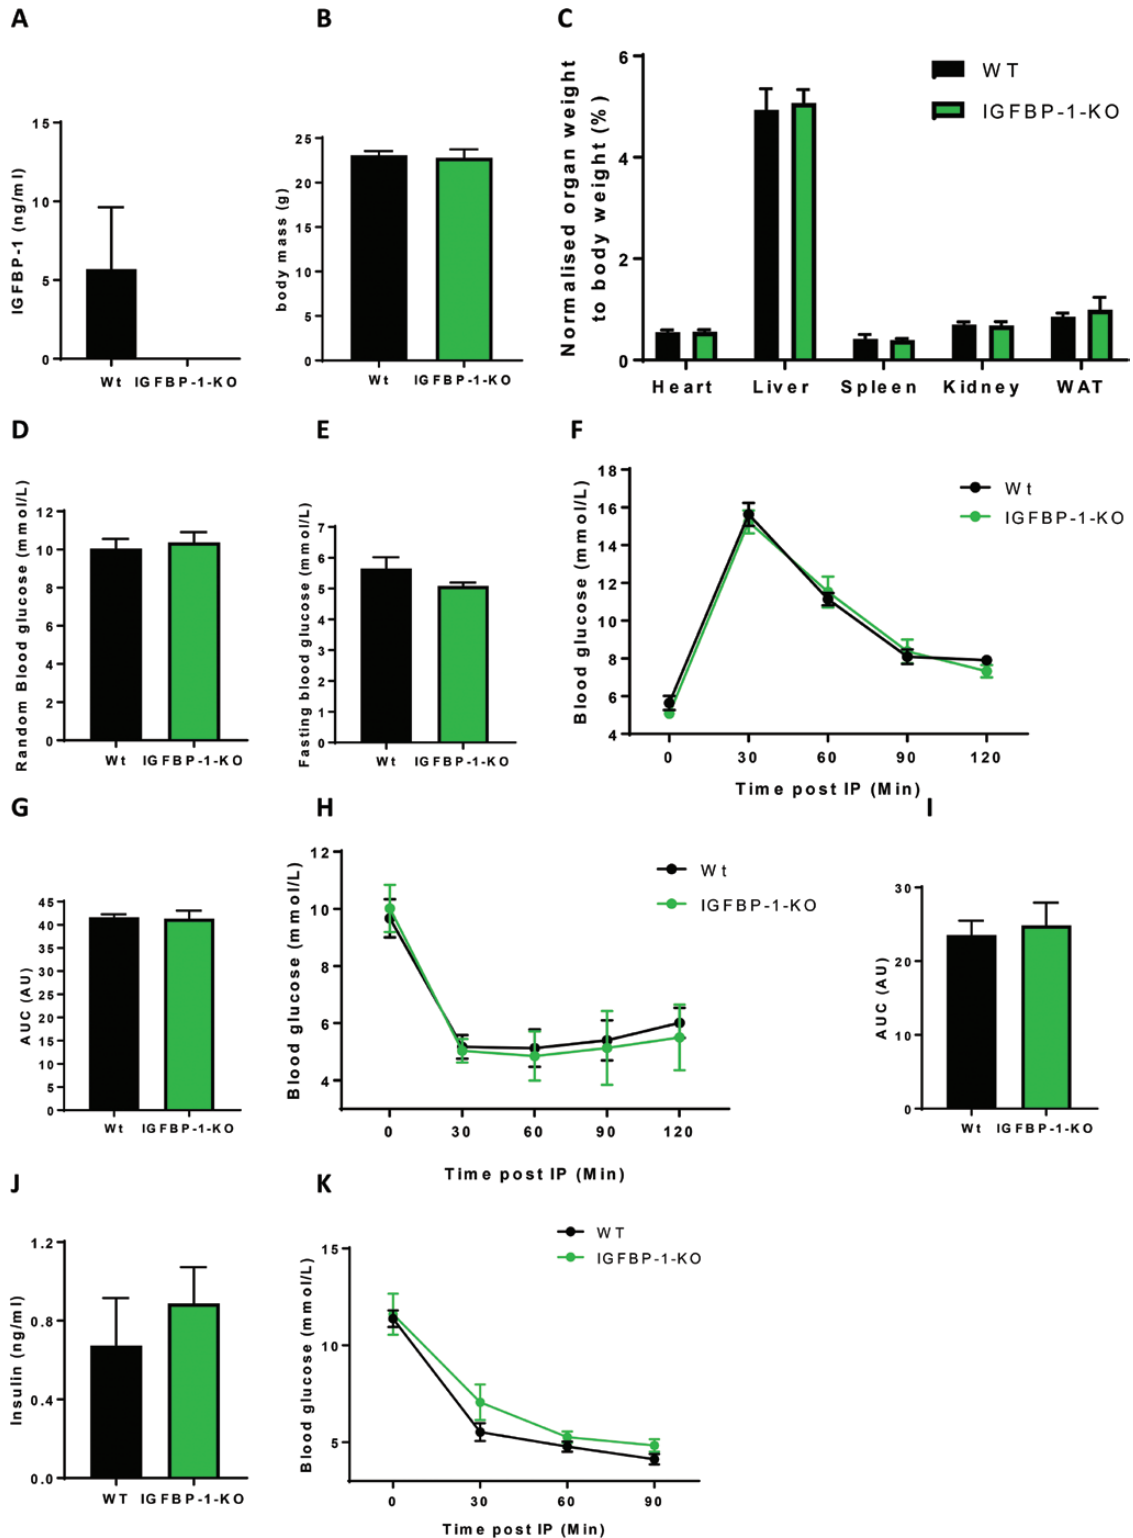 A
IGFBP-1 (ng/ml)
15
10
5
0
Wt IGFBP-1-KO
B
body mass (g)
25
20
15
10
5
0
Wt IGFBP-1-KO
C
Normalised organ weight
to body weight (%)
6
4
2
0
Heart Liver Spleen Kidney WAT
WT
IGFBP-1-KO
D
Random Blood glucose (mmol/L)
12
10
8
6
4
2
0
Wt IGFBP-1-KO
E
Fasting blood glucose (mmol/L)
7
6
5
4
3
2
1
0
Wt IGFBP-1-KO
F
Blood glucose (mmol/L)
18
16
14
12
10
8
6
4
0 30 60 90 120
Time post IP (Min)
Wt
IGFBP-1-KO
G
AUC (AU)
45
40
35
30
25
20
15
10
5
0
Wt IGFBP-1-KO
H
Blood glucose (mmol/L)
12
10
8
6
4
0 30 60 90 120
Time post IP (Min)
Wt
IGFBP-1-KO
I
AUC (AU)
30
20
10
0
Wt IGFBP-1-KO
J
Insulin (ng/ml)
1.2
0.8
0.4
0.0
WT IGFBP-1-KO
K
Blood glucose (mmol/L)
15
10
5
0 30 60 90
Time post IP (Min)
WT
IGFBP-1-KO